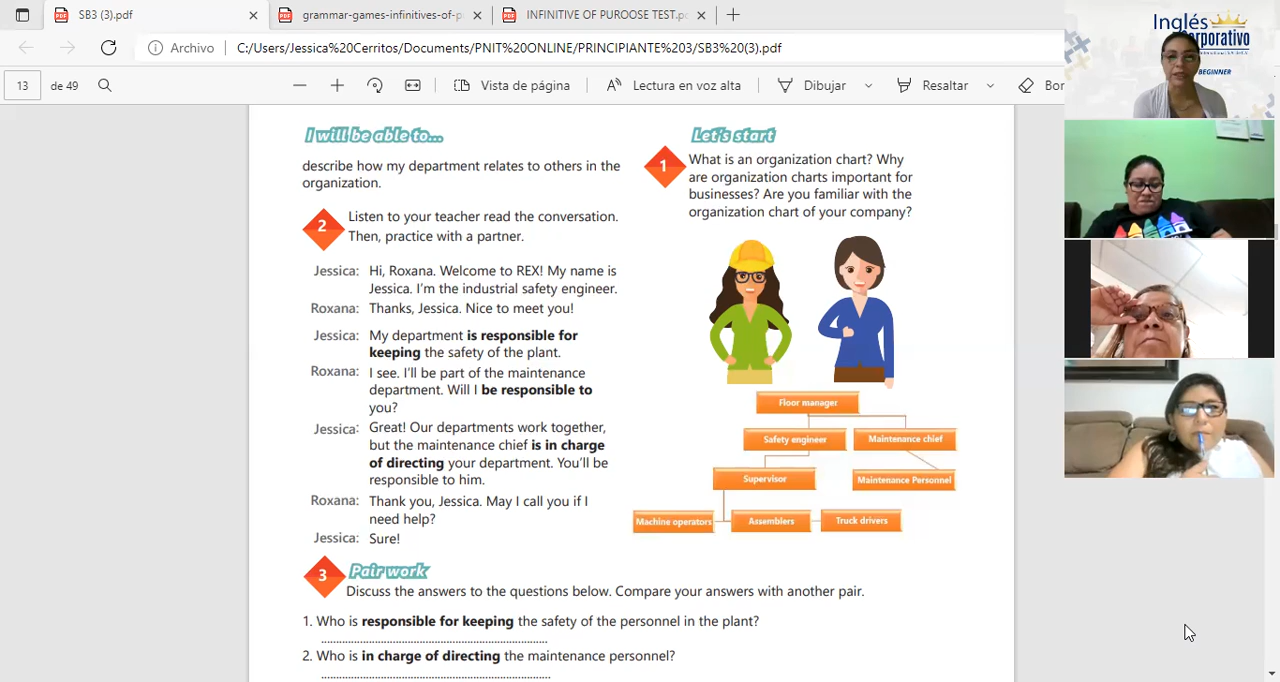 SB3 (3).pdf
grammar-games-infinitives-of-p
INFINITIVE OF PUROOSE TEST.p
Archivo
C:/Users/Jessica%20Cerritos/Documents/PNIT%20ONLINE/PRINCIPIANTE%203/SB3%20(3).pdf
13 de 49
Vista de página
Lectura en voz alta
Dibujar
Resaltar
Bor
Inglés
Corporativo
BEGINNER
I will be able to...
describe how my department relates to others in the
organization.
2
Listen to your teacher read the conversation.
Then, practice with a partner.
Jessica: Hi, Roxana. Welcome to REX! My name is
Jessica. I'm the industrial safety engineer.
Roxana: Thanks, Jessica. Nice to meet you!
Jessica: My department is responsible for
keeping the safety of the plant.
Roxana: I see. I'll be part of the maintenance
department. Will I be responsible to
you?
Jessica: Great! Our departments work together,
but the maintenance chief is in charge
of directing your department. You'll be
responsible to him.
Roxana: Thank you, Jessica. May I call you if I
need help?
Jessica: Sure!
Let's start
1
What is an organization chart? Why
are organization charts important for
businesses? Are you familiar with the
organization chart of your company?
Floor manager
Safety engineer
Maintenance chief
Supervisor
Maintenance Personnel
Machine operators
Assemblers
Truck drivers
3
Pair work
Discuss the answers to the questions below. Compare your answers with another pair.
1. Who is responsible for keeping the safety of the personnel in the plant?
2. Who is in charge of directing the maintenance personnel?